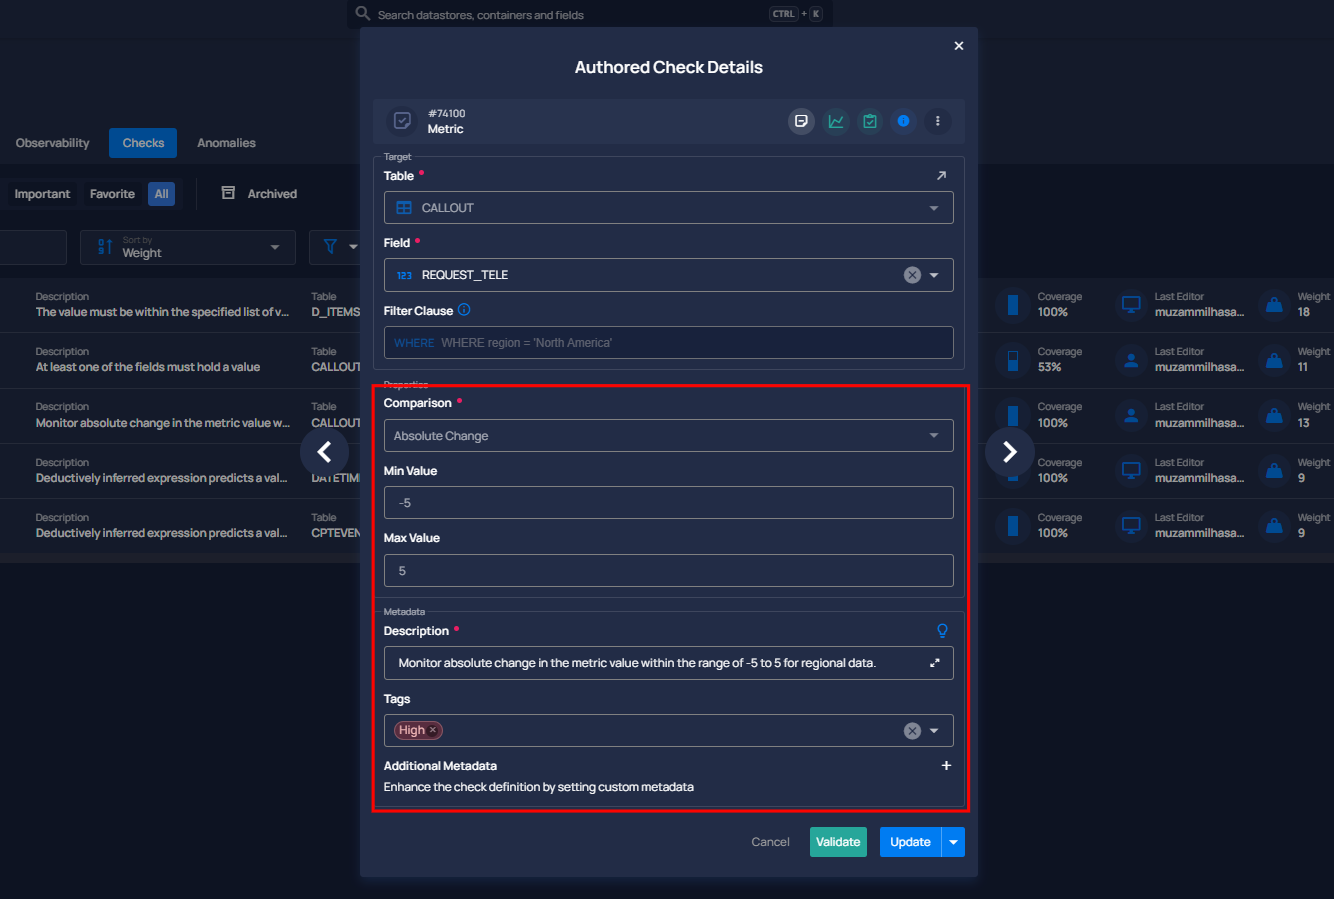 Search datastores, containers and fields CTRL + K
Authored Check Details
#74100
Metric
Observability Checks Anomalies
Important Favorite All Archived
Sort by
Weight
Description
The value must be within the specified list of v...
Table
D_ITEMS
Description
At least one of the fields must hold a value
Table
CALLOUT
Description
Monitor absolute change in the metric value w...
Table
CALLOUT
Description
Deductively inferred expression predicts a val...
Table
DATETIM
Description
Deductively inferred expression predicts a val...
Table
CPTEVEN
Target
Table •
CALLOUT
Field •
123 REQUEST_TELE
Filter Clause
WHERE WHERE region = 'North America'
Properties
Comparison •
Absolute Change
Min Value
-5
Max Value
5
Metadata
Description •
Monitor absolute change in the metric value within the range of -5 to 5 for regional data.
Tags
High ×
Additional Metadata +
Enhance the check definition by setting custom metadata
Cancel Validate Update
Coverage
100%
Last Editor
muzammilhasa...
Weight
18
Coverage
53%
Last Editor
muzammilhasa...
Weight
11
Coverage
100%
Last Editor
muzammilhasa...
Weight
13
Coverage
100%
Last Editor
muzammilhasa...
Weight
9
Coverage
100%
Last Editor
muzammilhasa...
Weight
9